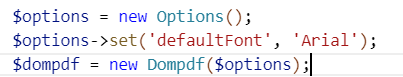 $options = new Options();
$options->set('defaultFont', 'Arial');
$dompdf = new Dompdf($options);